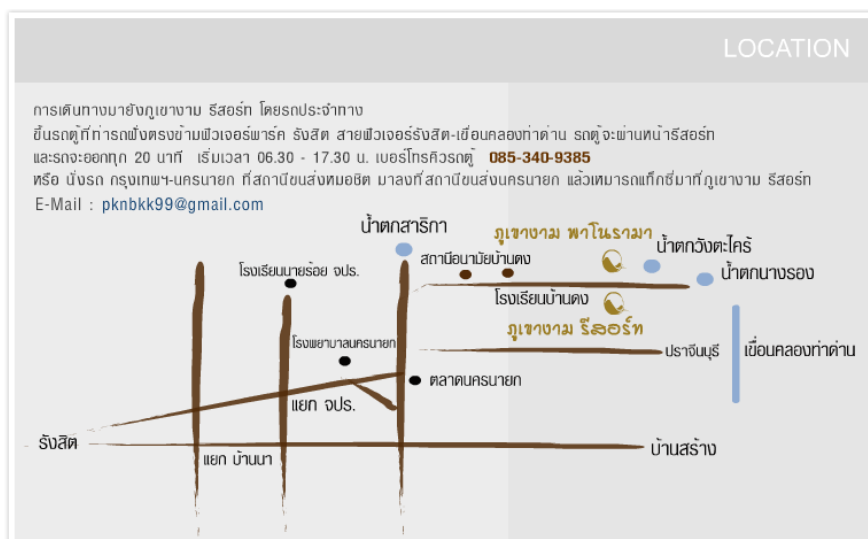 LOCATION
การเดินทางมายังภูเขางาม รีสอร์ท โดยรถประจำทาง
ขึ้นรถตู้ที่ท่ารถฝั่งตรงข้ามฟิวเจอร์พาร์ค รังสิต สายฟิวเจอร์รังสิต-เขื่อนคลองท่าด่าน รถตู้จะผ่านหน้ารีสอร์ท
และรถจะออกทุก 20 นาที เริ่มเวลา 06.30 - 17.30 น. เบอร์โทรคิวรถตู้ 085-340-9385
หรือ นั่งรถ กรุงเทพฯ-นครนายก ที่สถานีขนส่งหมอชิต มาลงที่สถานีขนส่งนครนายก แล้วเหมารถแท็กซี่มาที่ภูเขางาม รีสอร์ท
E-Mail : pknbkk99@gmail.com
น้ำตกสาริกา
ภูเขางาม พาโนรามา
น้ำตกวังตะไคร้
สถานีอนามัยบ้านดง
โรงเรียนนายร้อย จปร.
น้ำตกนางรอง
โรงเรียนบ้านดง
ภูเขางาม รีสอร์ท
โรงพยาบาลนครนายก
ปราจีนบุรี
เขื่อนคลองท่าด่าน
ตลาดนครนายก
แยก จปร.
รังสิต
บ้านสร้าง
แยก บ้านนา